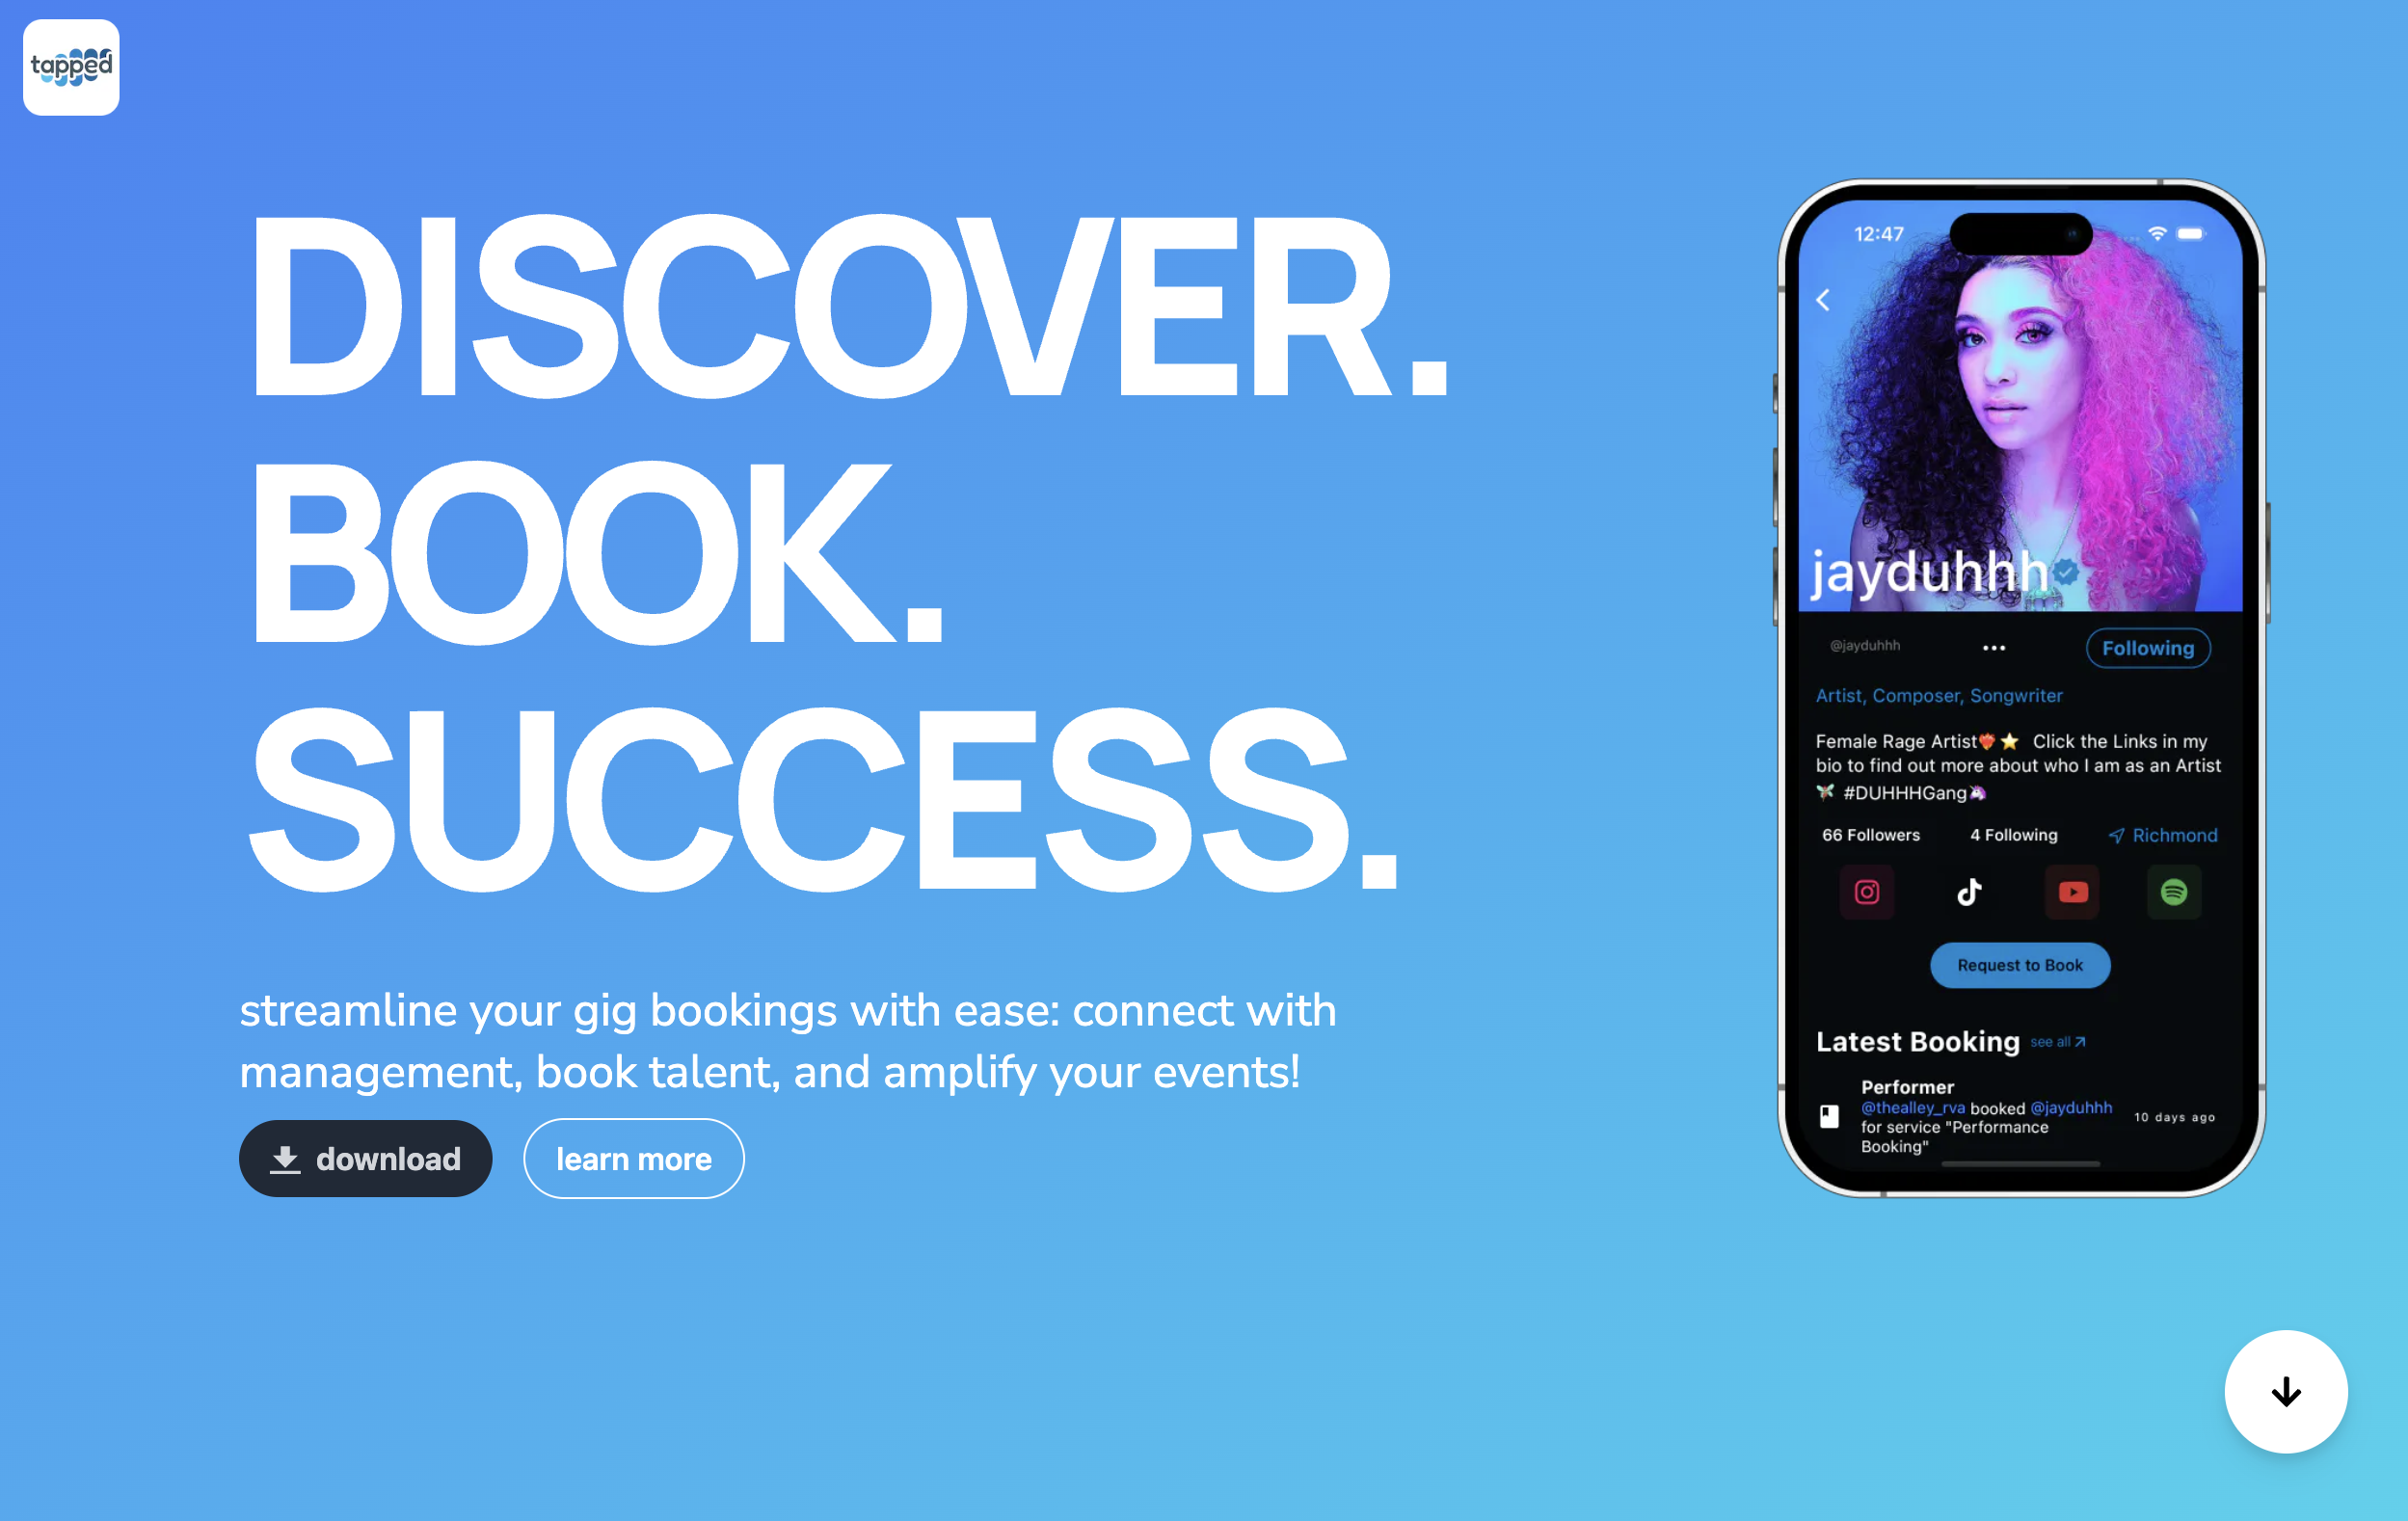 tapped
DISCOVER.
BOOK.
SUCCESS.
streamline your gig bookings with ease: connect with
management, book talent, and amplify your events!
download
learn more
12:47
jayduhhh
@jayduhhh
Following
Artist, Composer, Songwriter
Female Rage Artist❤️‍🔥⭐ Click the Links in my
bio to find out more about who I am as an Artist
🧚 #DUHHHGang🦄
66 Followers
4 Following
Richmond
Request to Book
Latest Booking see all
Performer
@thealley_rva booked @jayduhhh
for service "Performance
Booking"
10 days ago